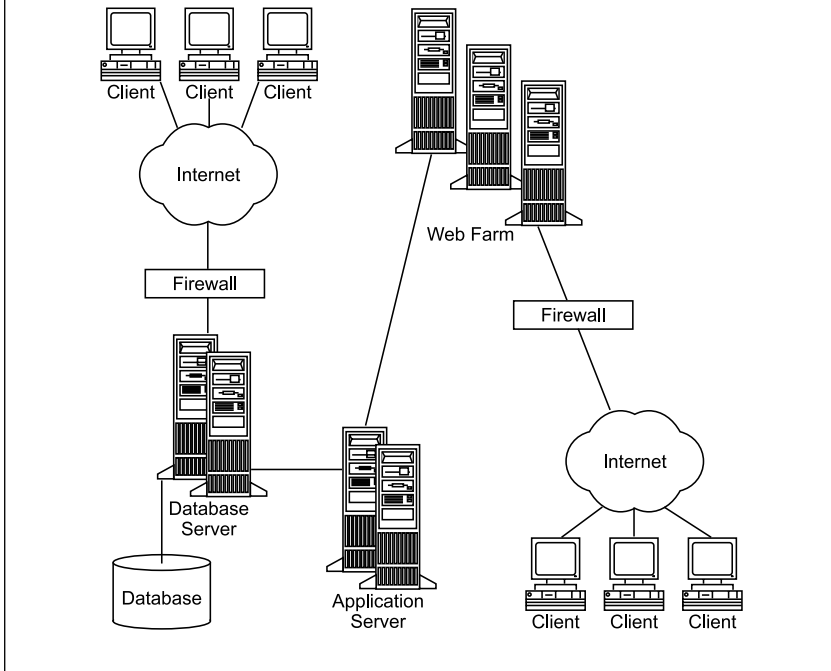 Client Client Client
Internet
Web Farm
Firewall
Firewall
Internet
Database
Server
Database
Application
Server
Client Client Client